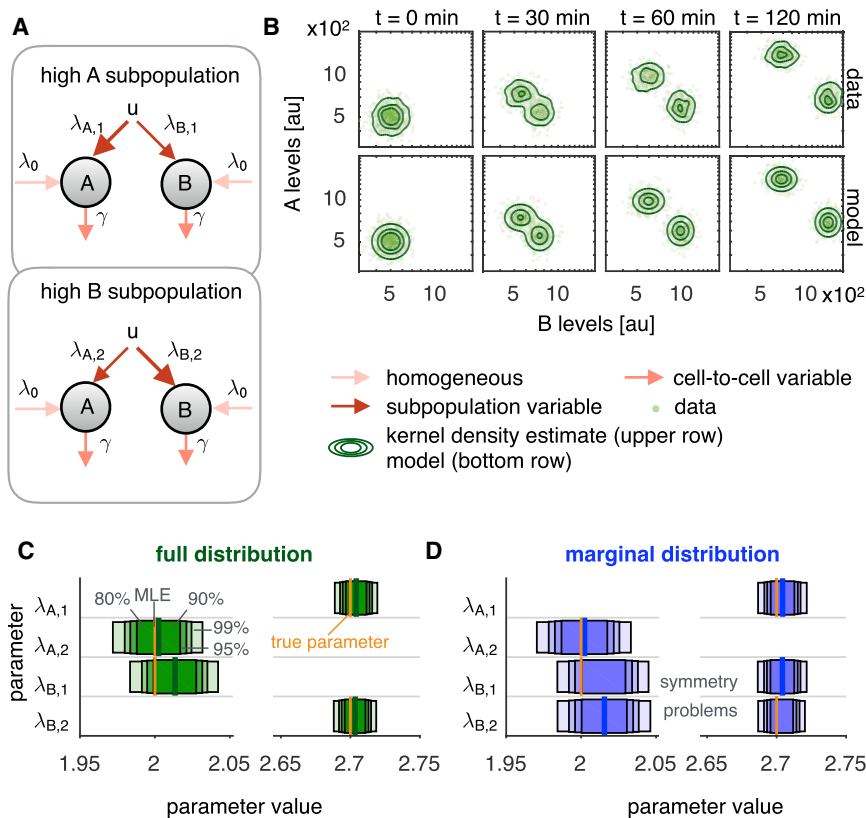 A
high A subpopulation
u
λA,1
λB,1
λ0
λ0
A
B
γ
γ
high B subpopulation
u
λA,2
λB,2
λ0
λ0
A
B
γ
γ
B
t = 0 min
t = 30 min
t = 60 min
t = 120 min
x10²
10
5
data
10
5
model
A levels [au]
5
10
5
10
5
10
5
10
x10²
B levels [au]
homogeneous
cell-to-cell variable
subpopulation variable
data
kernel density estimate (upper row)
model (bottom row)
C
full distribution
80%
MLE
90%
99%
95%
true parameter
parameter
λA,1
λA,2
λB,1
λB,2
1.95
2
2.05
2.65
2.7
2.75
parameter value
D
marginal distribution
λA,1
λA,2
λB,1
λB,2
symmetry
problems
1.95
2
2.05
2.65
2.7
2.75
parameter value